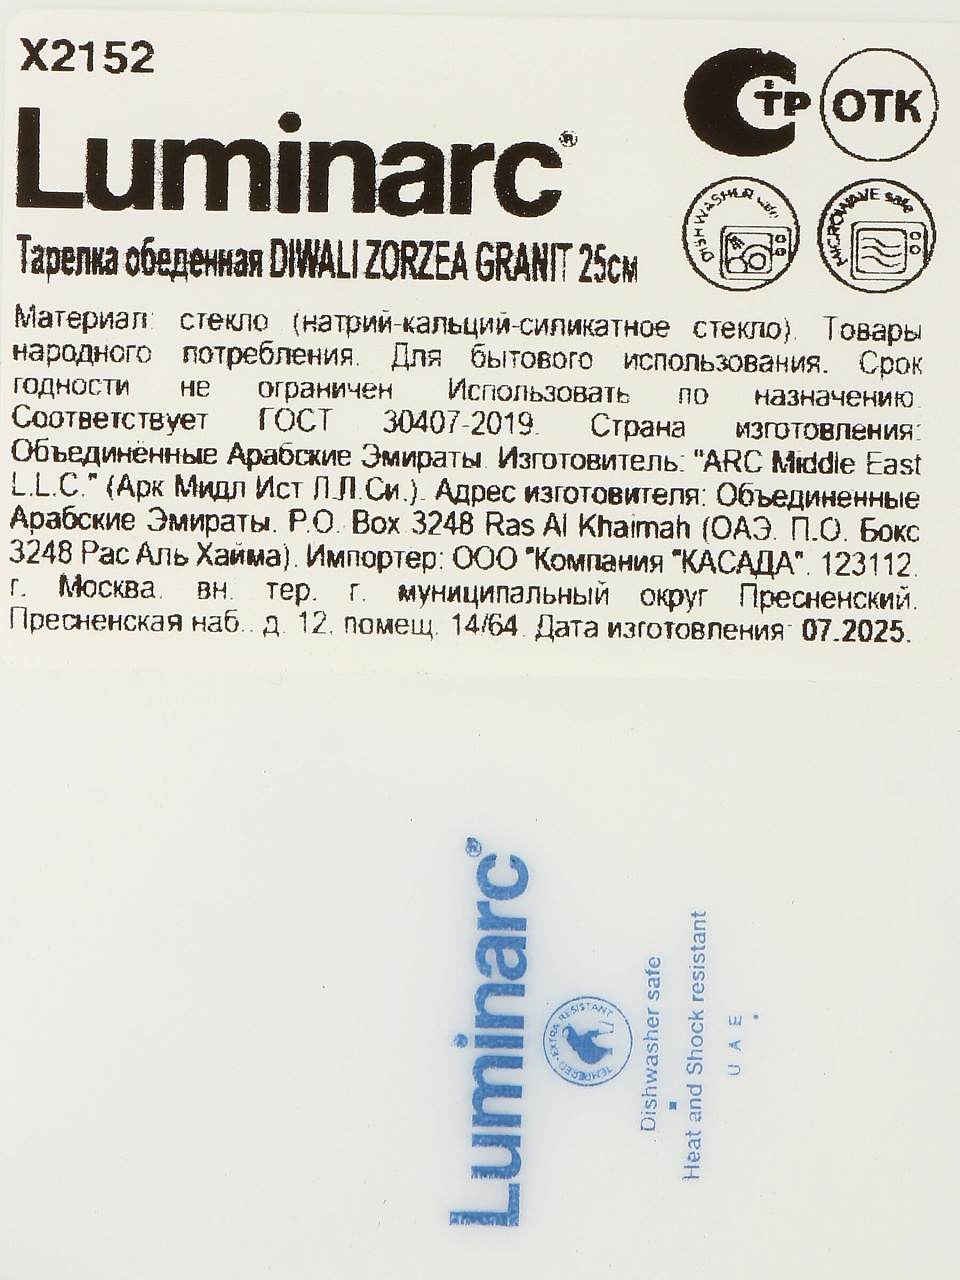 X2152
Luminarc®
СТР
ОТК
DISHWASHER safe
MICROWAVE safe
Тарелка обеденная DIWALI ZORZEA GRANIT 25см
Материал: стекло (натрий-кальций-силикатное стекло). Товары
народного потребления. Для бытового использования. Срок
годности не ограничен Использовать по назначению.
Соответствует ГОСТ 30407-2019. Страна изготовления:
Объединённые Арабские Эмираты. Изготовитель: "ARC Middle East
L.L.C." (Арк Мидл Ист Л.Л.Си.). Адрес изготовителя: Объединенные
Арабские Эмираты. P.O. Box 3248 Ras Al Khaimah (ОАЭ. П.О. Бокс
3248 Рас Аль Хайма). Импортер: ООО "Компания "КАСАДА". 123112.
г. Москва. вн. тер. г. муниципальный округ Пресненский.
Пресненская наб.. д. 12. помещ. 14/64. Дата изготовления: 07.2025.
Luminarc®
TEMPERED · EXTRA RESISTANT
Dishwasher safe
Heat and Shock resistant
UAE